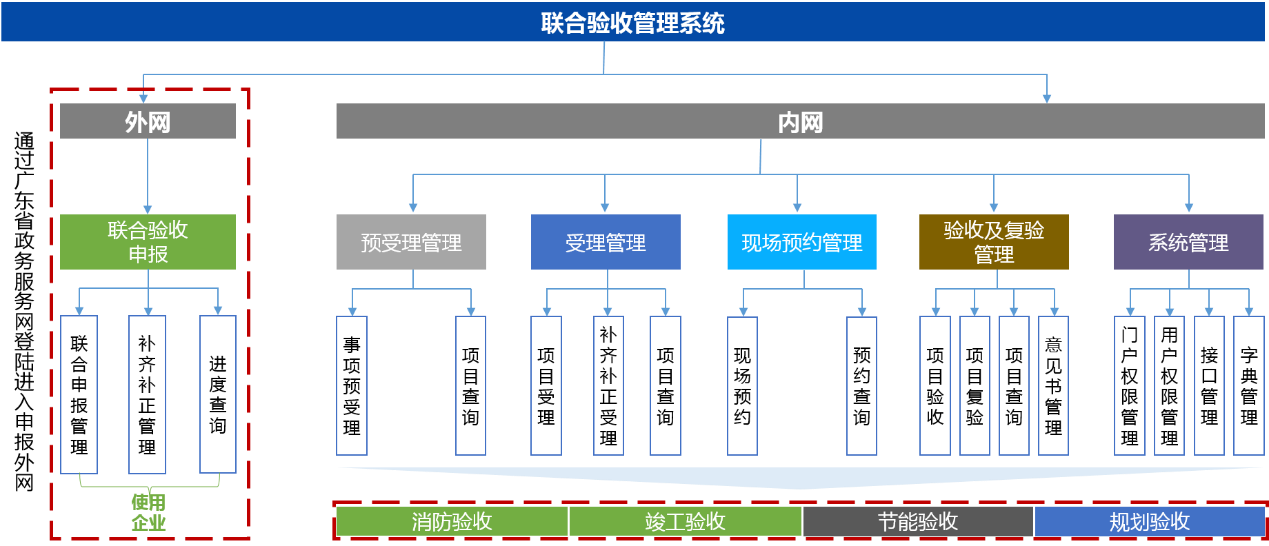 联合验收管理系统
外网
内网
通过广东省政务服务网登陆进入申报外网
联合验收
申报
预受理管理
受理管理
现场预约管理
验收及复验
管理
系统管理
联合申报管理
补齐补正管理
进度查询
事项预受理
项目查询
项目受理
补齐补正受理
项目查询
现场预约
预约查询
项目验收
项目复验
项目查询
意见书管理
门户权限管理
用户权限管理
接口管理
字典管理
使用
企业
消防验收
竣工验收
节能验收
规划验收